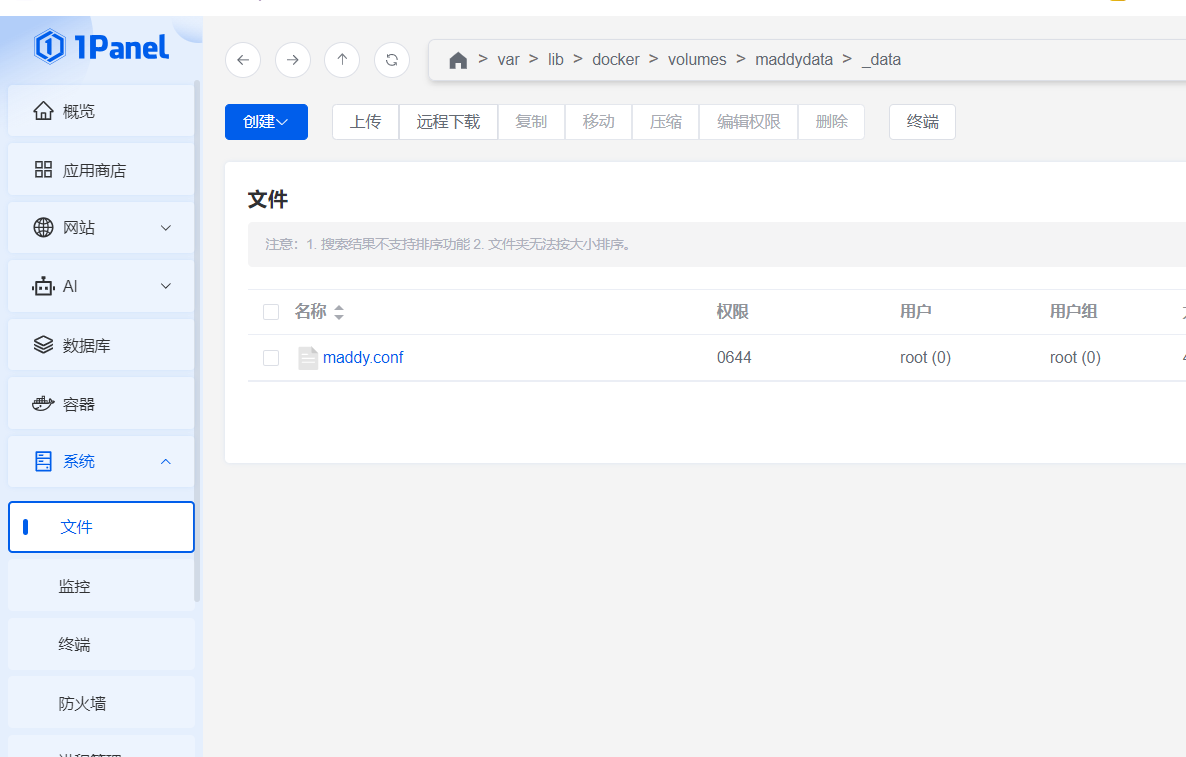 1Panel
> var > lib > docker > volumes > maddydata > _data
概览
创建 上传 远程下载 复制 移动 压缩 编辑权限 删除 终端
应用商店
文件
网站
注意：1. 搜索结果不支持排序功能 2. 文件夹无法按大小排序。
AI
名称 权限 用户 用户组
数据库
maddy.conf 0644 root (0) root (0)
容器
系统
文件
监控
终端
防火墙